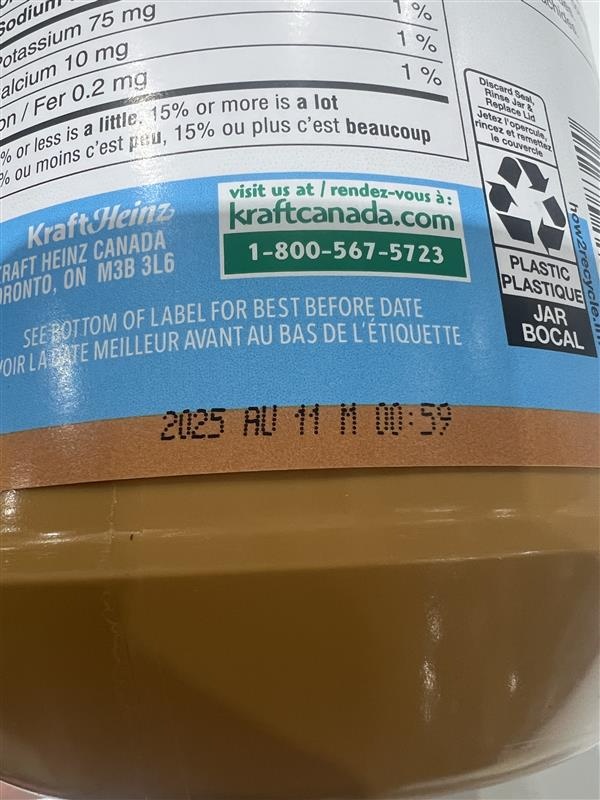 Potassium 75 mg 1 %
alcium 10 mg 1 %
on / Fer 0.2 mg 1 %
% or less is a little, 15% or more is a lot
% ou moins c'est peu, 15% ou plus c'est beaucoup
Discard Seal,
Rinse Jar &
Replace Lid
Jetez l'opercule,
rincez et remettez
le couvercle
PLASTIC
PLASTIQUE
JAR
BOCAL
how2recycle.in
KraftHeinz
KRAFT HEINZ CANADA
ORONTO, ON M3B 3L6
visit us at / rendez-vous à :
kraftcanada.com
1-800-567-5723
SEE BOTTOM OF LABEL FOR BEST BEFORE DATE
VOIR LA DATE MEILLEUR AVANT AU BAS DE L'ÉTIQUETTE
2025 AU 11 M 00:59